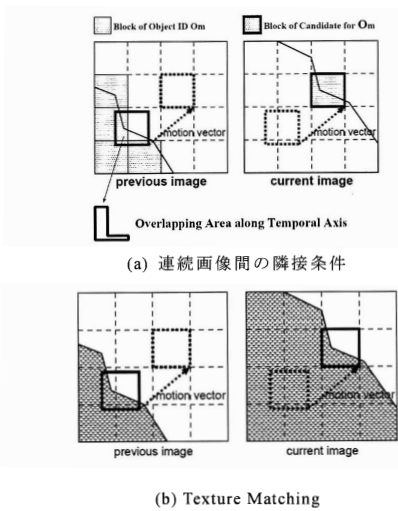 Block of Object ID Om
Block of Candidate for Om
motion vector
motion vector
previous image
current image
Overlapping Area along Temporal Axis
(a) 連続画像間の隣接条件
motion vector
motion vector
previous image
current image
(b) Texture Matching